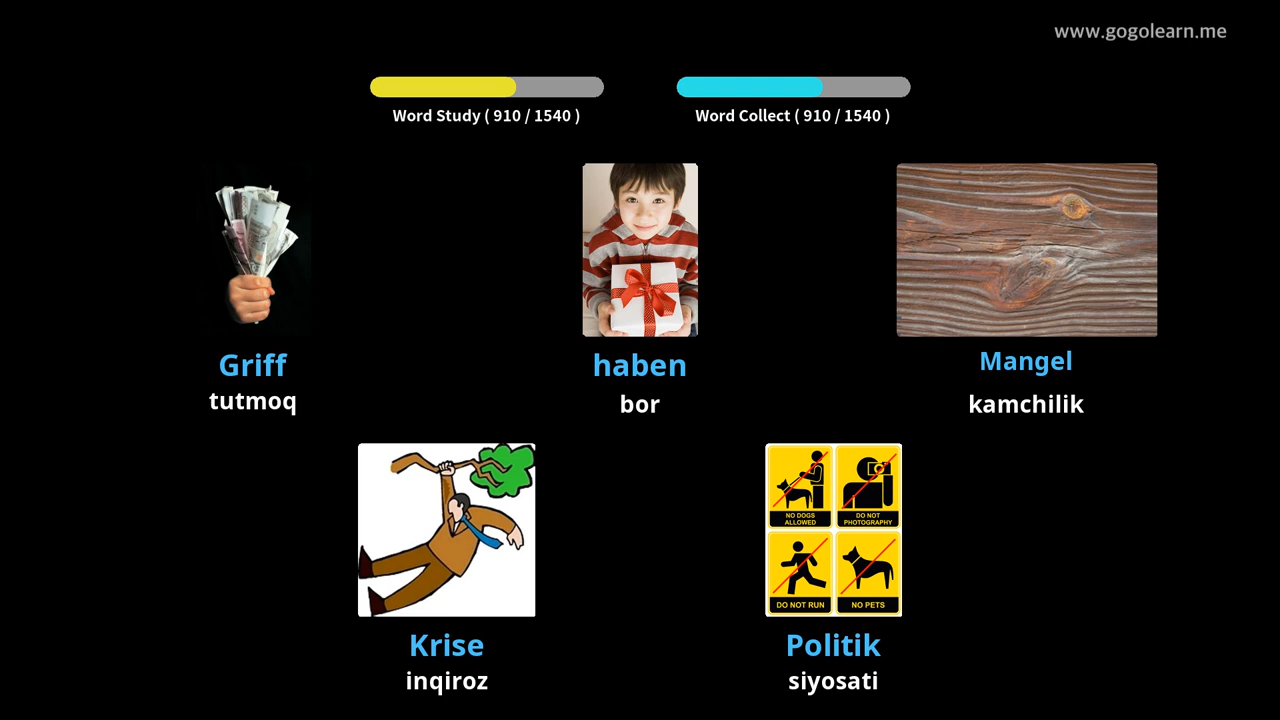 www.gogolearn.me
Word Study ( 910 / 1540 )
Word Collect ( 910 / 1540 )
Griff
tutmoq
haben
bor
Mangel
kamchilik
NO DOGS
ALLOWED
DO NOT
PHOTOGRAPHY
DO NOT RUN
NO PETS
Krise
inqiroz
Politik
siyosati